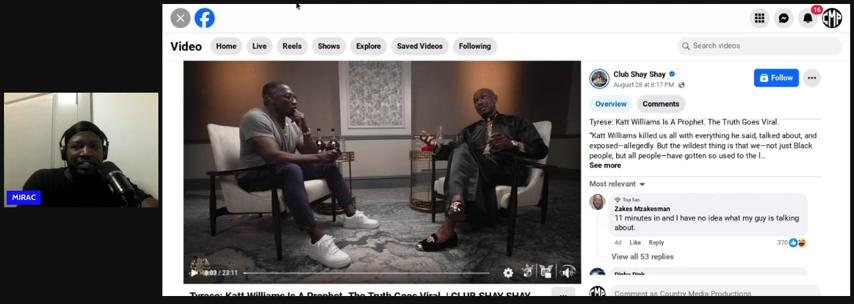 16
CMP
Video
Home
Live
Reels
Shows
Explore
Saved Videos
Following
Search videos
Club Shay Shay
August 28 at 8:17 PM ·
Follow
Overview
Comments
Tyrese: Katt Williams Is A Prophet. The Truth Goes Viral.
"Katt Williams killed us all with everything he said, talked about, and
exposed—allegedly. But the wildest thing is that we—not just Black
people, but all people—have gotten so used to the l...
See more
Most relevant
Top fan
Zakes Mzakesman
11 minutes in and I have no idea what my guy is talking
about.
4d
Like
Reply
370
View all 53 replies
MIRAC
0:03 / 23:11
Tyrese: Katt Williams Is A Prophet. The Truth Goes Viral. | CLUB SHAY SHAY
Comment as Country Media Productions